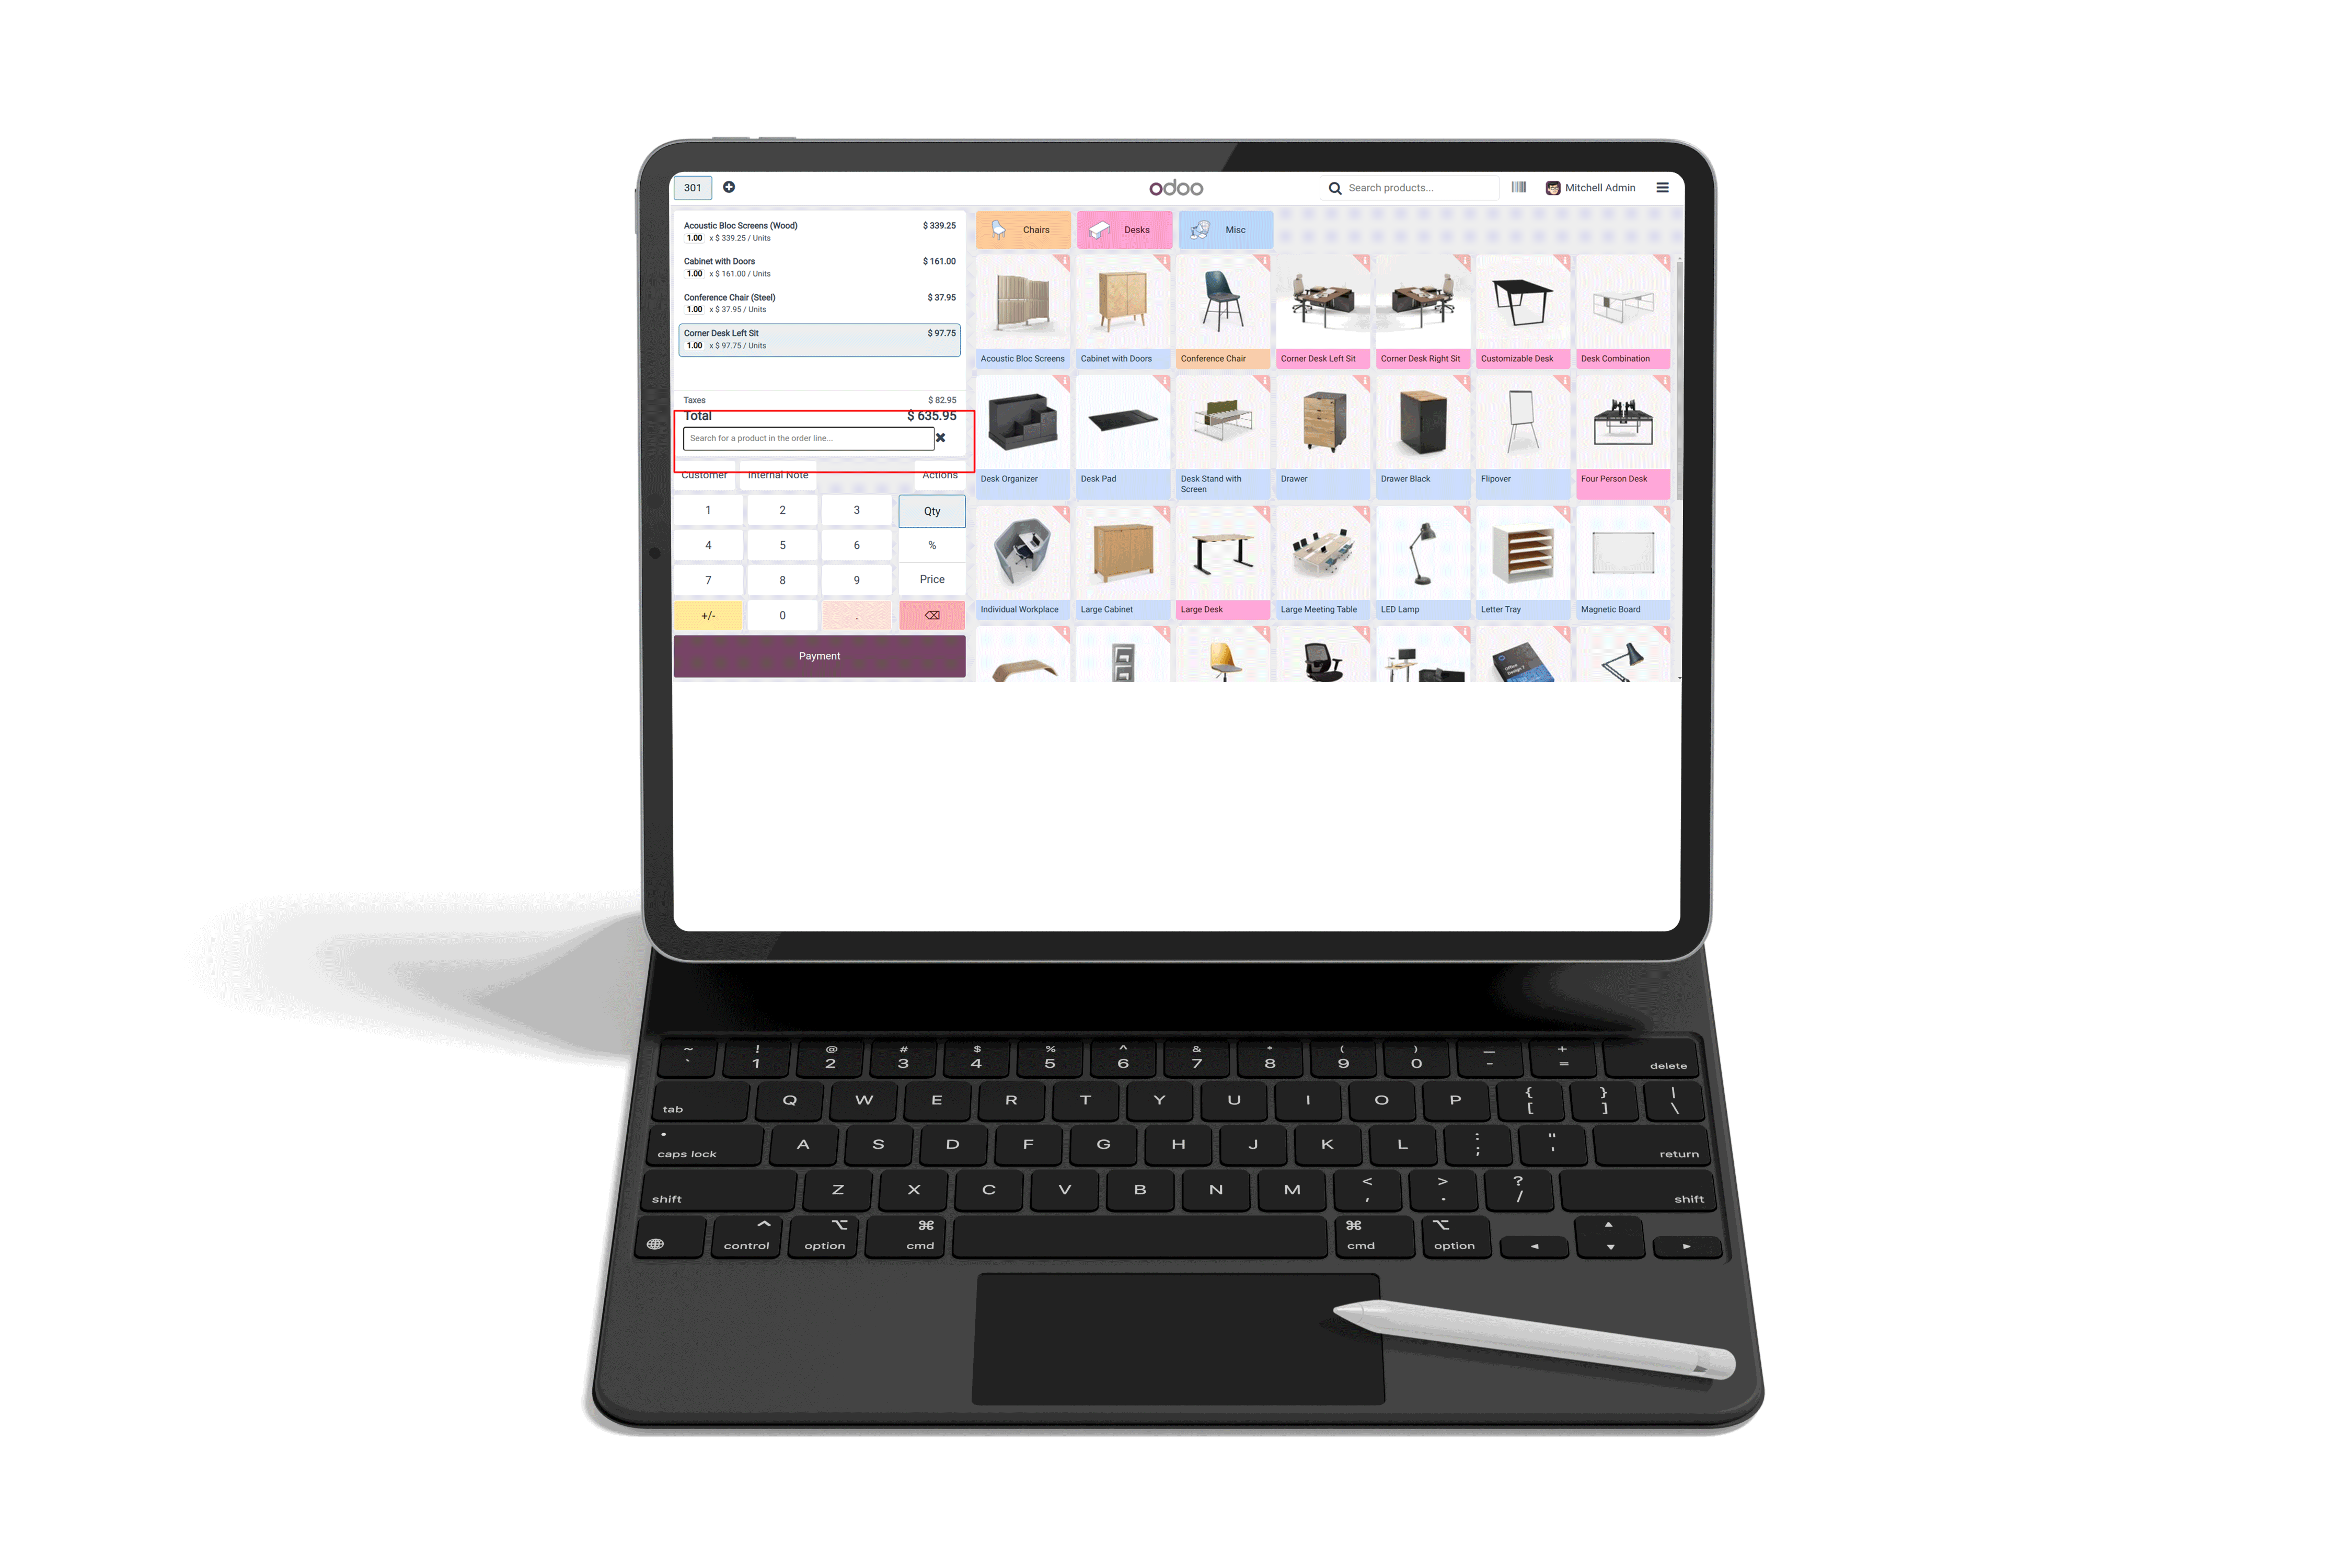 301
odoo
Search products...
Mitchell Admin
Acoustic Bloc Screens (Wood) $ 339.25
1.00 x $ 339.25 / Units
Cabinet with Doors $ 161.00
1.00 x $ 161.00 / Units
Conference Chair (Steel) $ 37.95
1.00 x $ 37.95 / Units
Corner Desk Left Sit $ 97.75
1.00 x $ 97.75 / Units
Taxes $ 82.95
Total $ 635.95
Search for a product in the order line...
Customer Internal Note Actions
1 2 3 Qty
4 5 6 %
7 8 9 Price
+/- 0 .
Payment
Chairs Desks Misc
Acoustic Bloc Screens Cabinet with Doors Conference Chair Corner Desk Left Sit Corner Desk Right Sit Customizable Desk Desk Combination
Desk Organizer Desk Pad Desk Stand with Screen Drawer Drawer Black Flipover Four Person Desk
Individual Workplace Large Cabinet Large Desk Large Meeting Table LED Lamp Letter Tray Magnetic Board
~ ! @ # $ % ^ & * ( ) — +
` 1 2 3 4 5 6 7 8 9 0 - = delete
tab Q W E R T Y U I O P { [ } ] | \
caps lock A S D F G H J K L : ; " ' return
shift Z X C V B N M < , > . ? / shift
control option ⌘ cmd ⌘ cmd option